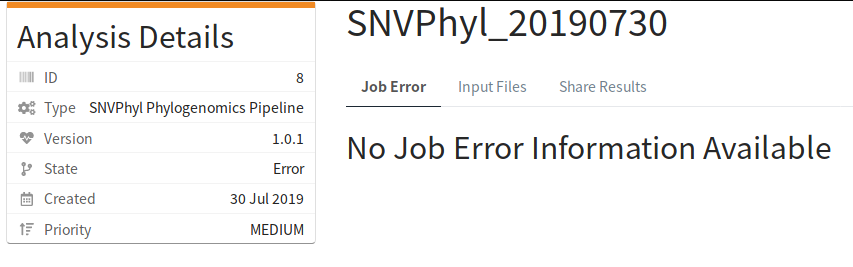 Analysis Details
ID 8
Type SNVPhyl Phylogenomics Pipeline
Version 1.0.1
State Error
Created 30 Jul 2019
Priority MEDIUM
SNVPhyl_20190730
Job Error Input Files Share Results
No Job Error Information Available